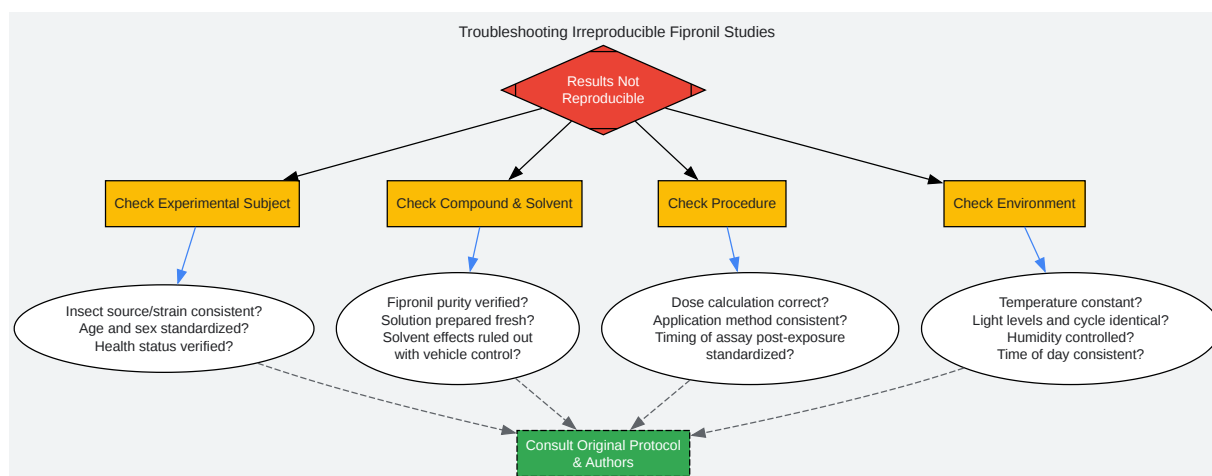 Troubleshooting Irreproducible Fipronil Studies
Results Not
Reproducible
Check Experimental Subject
Check Compound & Solvent
Check Procedure
Check Environment
Insect source/strain consistent?
Age and sex standardized?
Health status verified?
Fipronil purity verified?
Solution prepared fresh?
Solvent effects ruled out
with vehicle control?
Dose calculation correct?
Application method consistent?
Timing of assay post-exposure
standardized?
Temperature constant?
Light levels and cycle identical?
Humidity controlled?
Time of day consistent?
Consult Original Protocol
& Authors